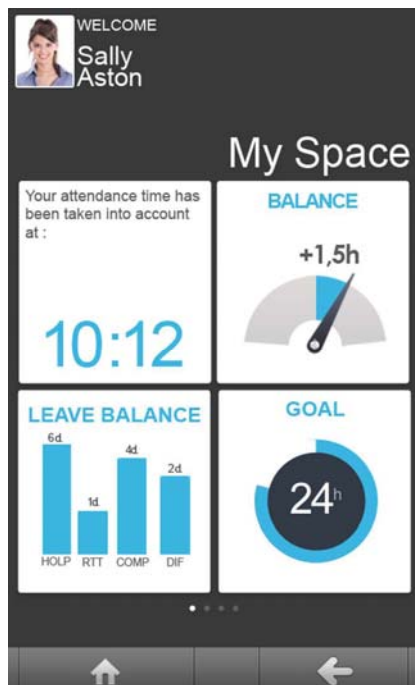 WELCOME
Sally
Aston
My Space
Your attendance time has
been taken into account
at :
10:12
BALANCE
+1,5h
LEAVE BALANCE
6d.
1d.
4d.
2d.
HOLP RTT COMP DIF
GOAL
24h